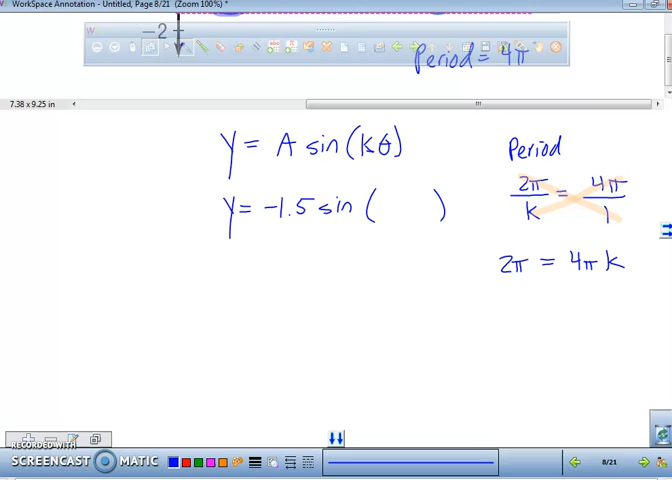 WorkSpace Annotation - Untitled, Page 8/21 (Zoom 100%) *
-2
Period = 4π
7.38 x 9.25 in
y = A sin(kθ)
Period
y = -1.5 sin( )
2π/k = 4π/1
2π = 4π k
RECORDED WITH
SCREENCAST MATIC
8/21